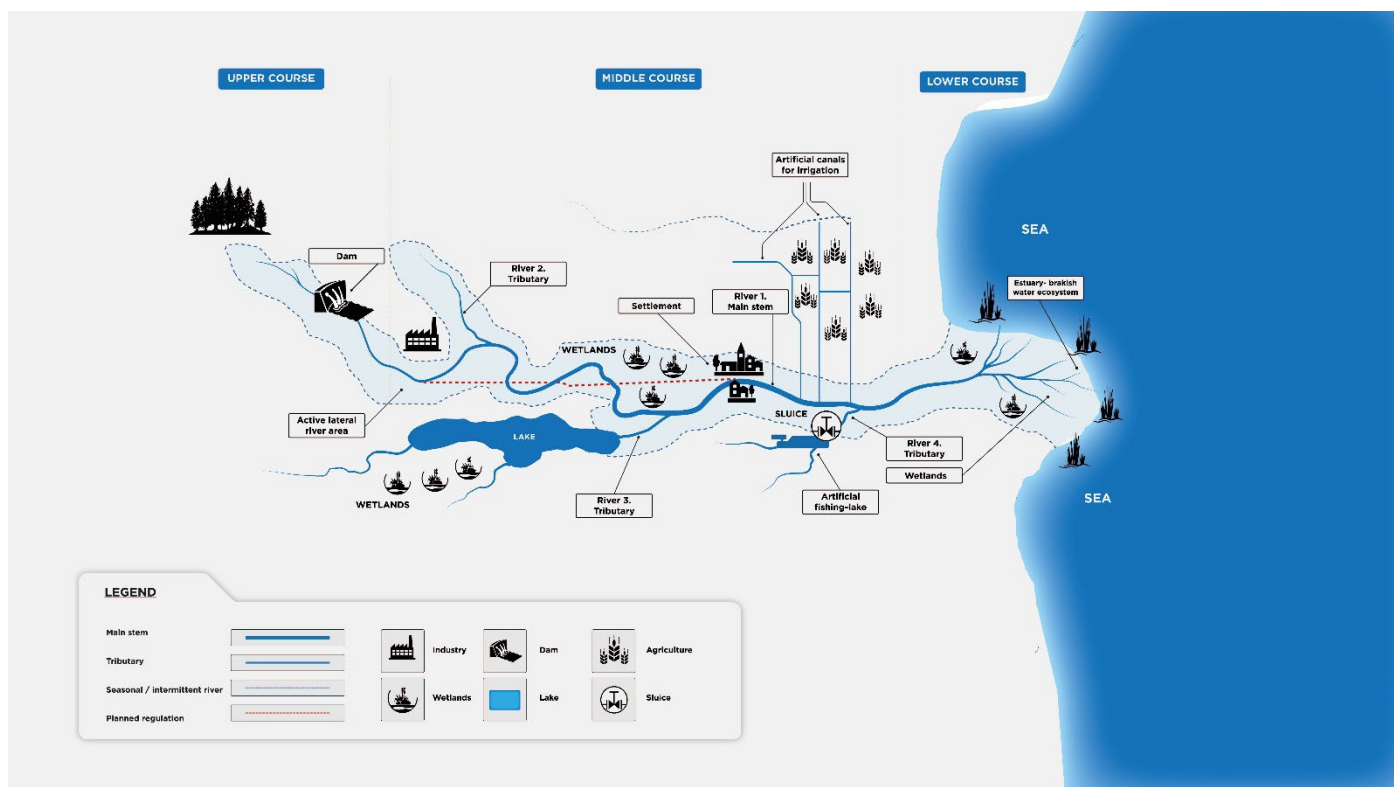 UPPER COURSE
MIDDLE COURSE
LOWER COURSE
Artificial canals
for irrigation
SEA
Dam
River 2.
Tributary
Estuary- brakish
water ecosystem
Settlement
River 1.
Main stem
WETLANDS
Active lateral
river area
LAKE
SLUICE
River 4.
Tributary
Wetlands
WETLANDS
River 3.
Tributary
Artificial
fishing-lake
SEA
LEGEND
Main stem
Tributary
Seasonal / intermittent river
Planned regulation
Industry
Dam
Agriculture
Wetlands
Lake
Sluice